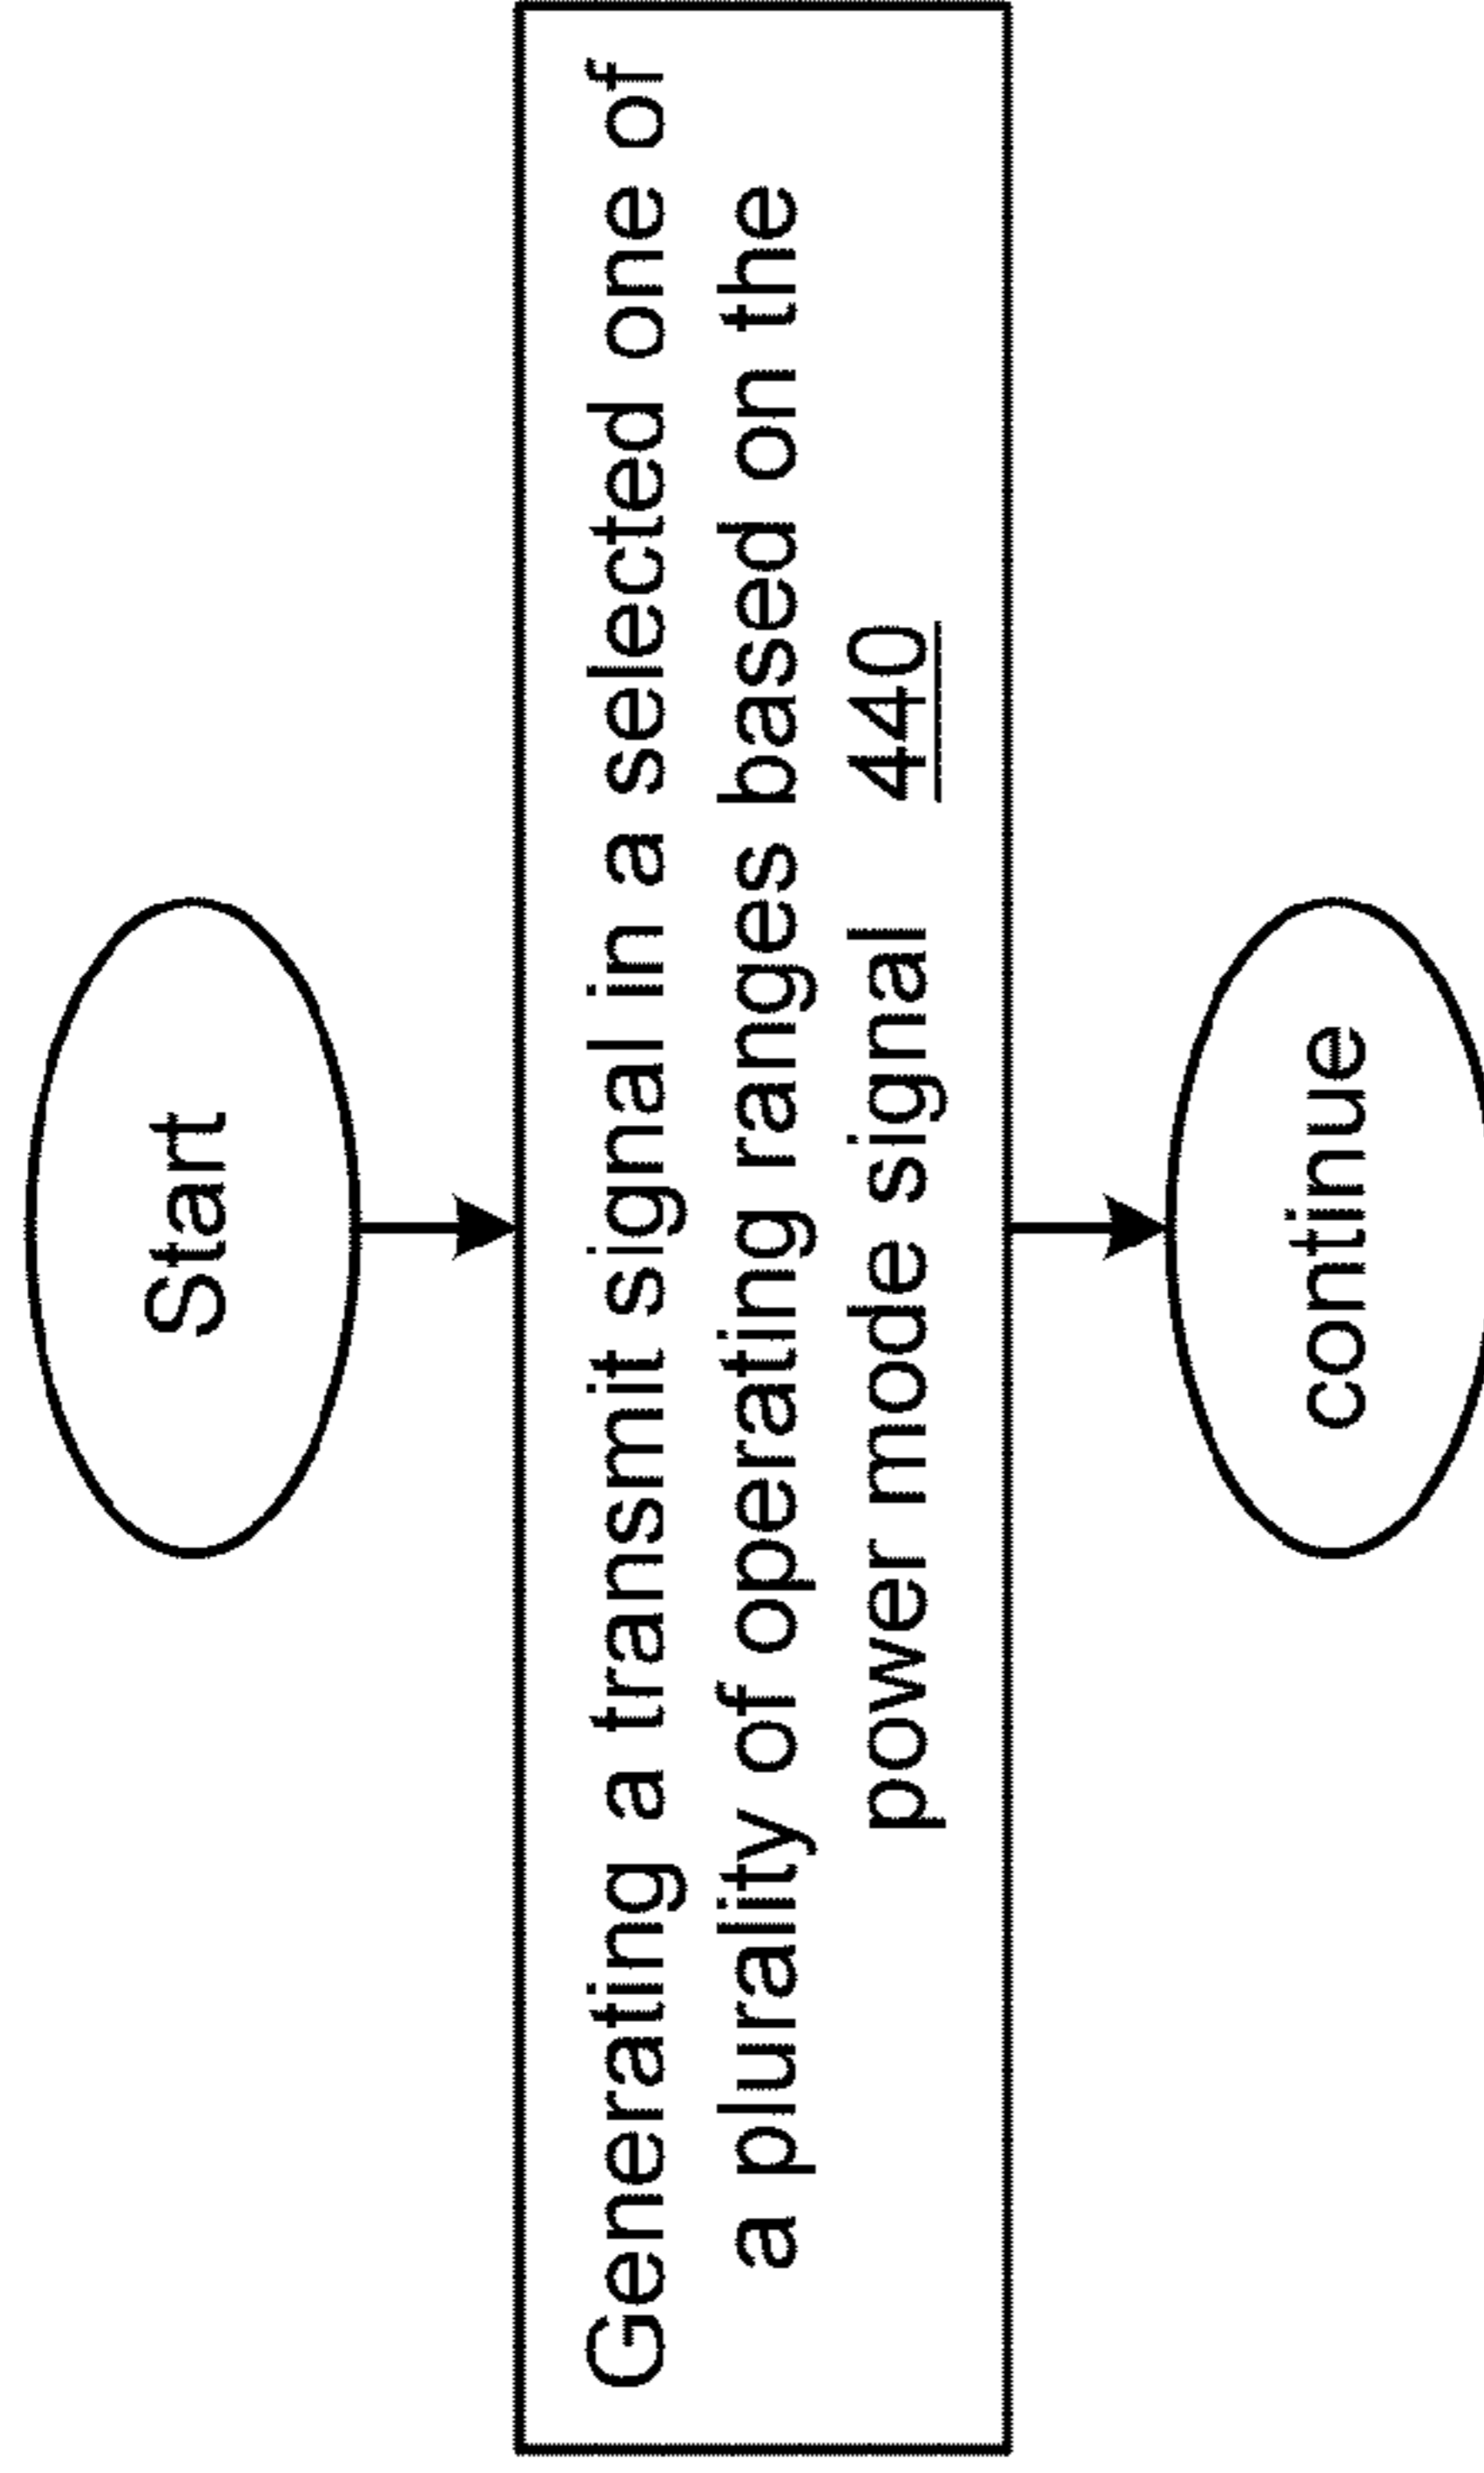 Start
Generating a transmit signal in a selected one of
a plurality of operating ranges based on the
power mode signal 440
continue